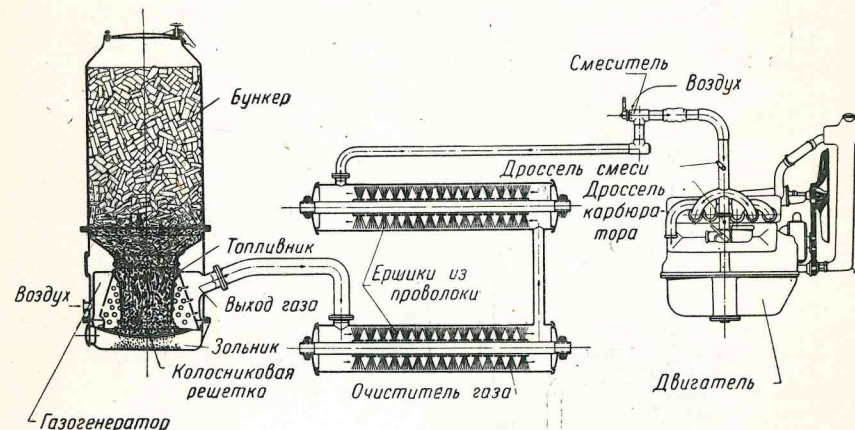 Смеситель
Воздух
Бункер
Дроссель смеси
Дроссель
карбюра-
тора
Топливник
Ершики из
проволоки
Воздух
Выход газа
Зольник
Колосниковая
решетка
Очиститель газа
Двигатель
Газогенератор